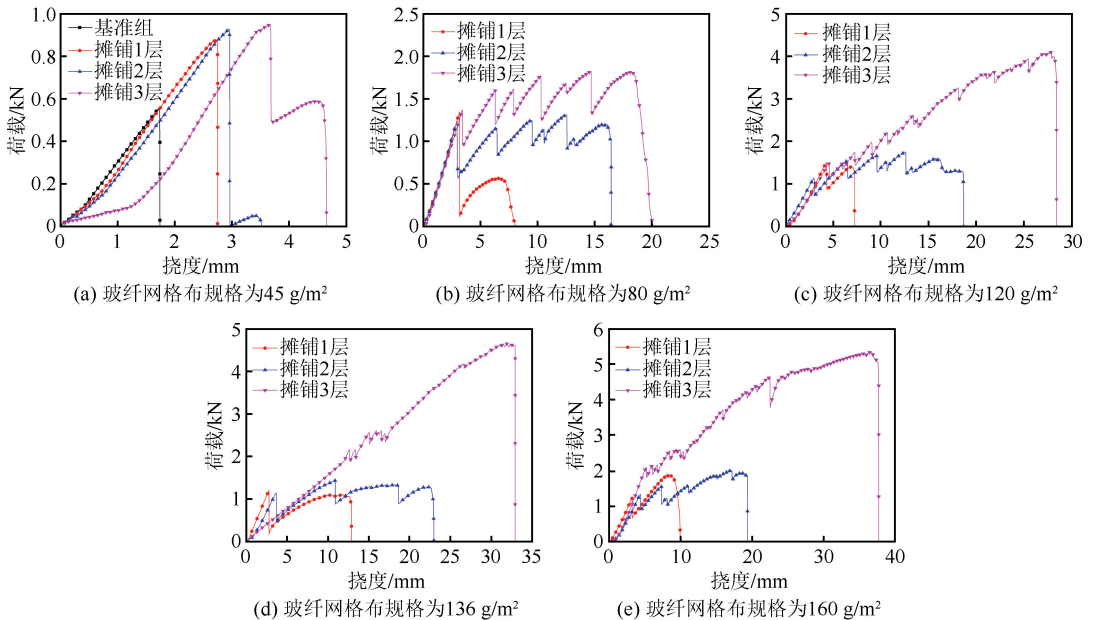 1.0
0.8
0.6
0.4
0.2
0
荷载/kN
基准组
摊铺1层
摊铺2层
摊铺3层
0 1 2 3 4 5
挠度/mm
(a) 玻纤网格布规格为45 g/m²
2.5
2.0
1.5
1.0
0.5
0
荷载/kN
摊铺1层
摊铺2层
摊铺3层
0 5 10 15 20 25
挠度/mm
(b) 玻纤网格布规格为80 g/m²
5
4
3
2
1
0
荷载/kN
摊铺1层
摊铺2层
摊铺3层
0 5 10 15 20 25 30
挠度/mm
(c) 玻纤网格布规格为120 g/m²
5
4
3
2
1
0
荷载/kN
摊铺1层
摊铺2层
摊铺3层
0 5 10 15 20 25 30 35
挠度/mm
(d) 玻纤网格布规格为136 g/m²
6
5
4
3
2
1
0
荷载/kN
摊铺1层
摊铺2层
摊铺3层
0 10 20 30 40
挠度/mm
(e) 玻纤网格布规格为160 g/m²